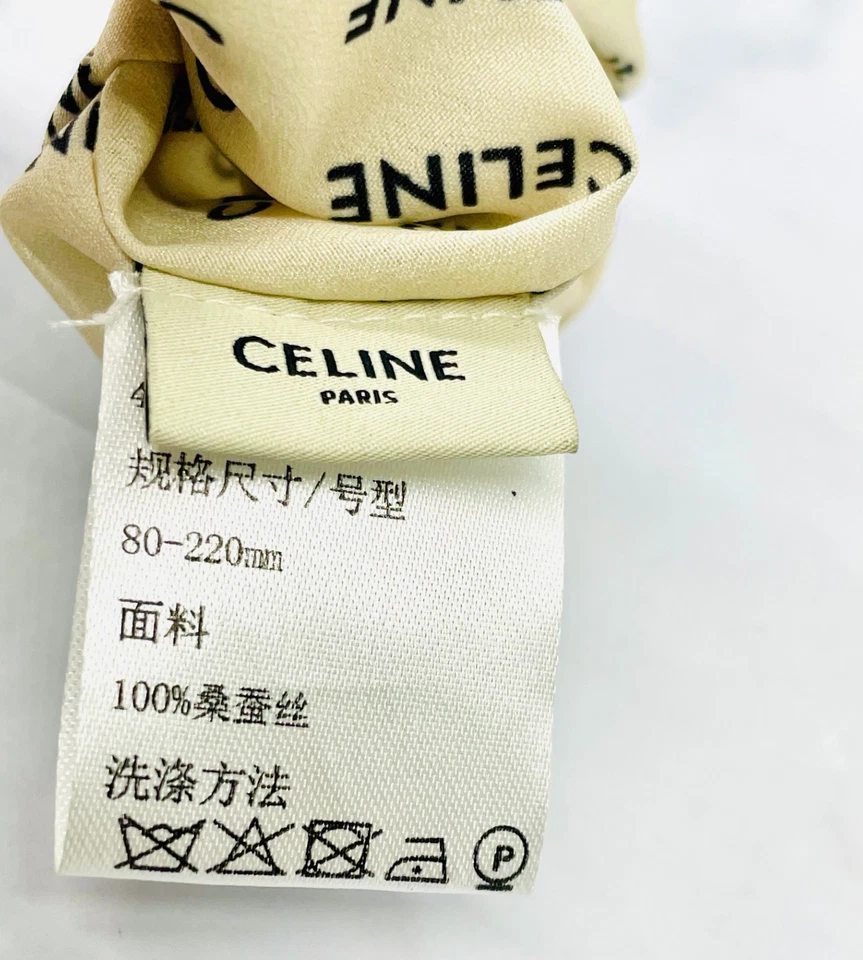 CELINE
CELINE
PARIS
规格尺寸/号型
80-220mm
面料
100%桑蚕丝
洗涤方法
P